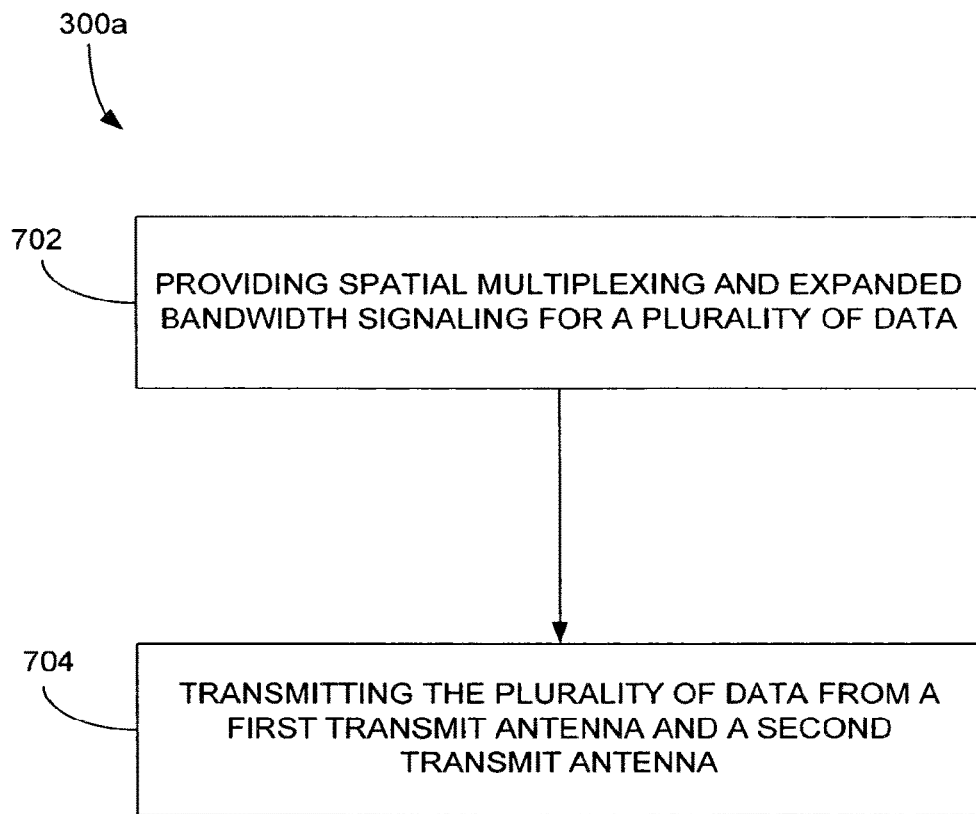 300a
702
PROVIDING SPATIAL MULTIPLEXING AND EXPANDED
BANDWIDTH SIGNALING FOR A PLURALITY OF DATA
704
TRANSMITTING THE PLURALITY OF DATA FROM A
FIRST TRANSMIT ANTENNA AND A SECOND
TRANSMIT ANTENNA